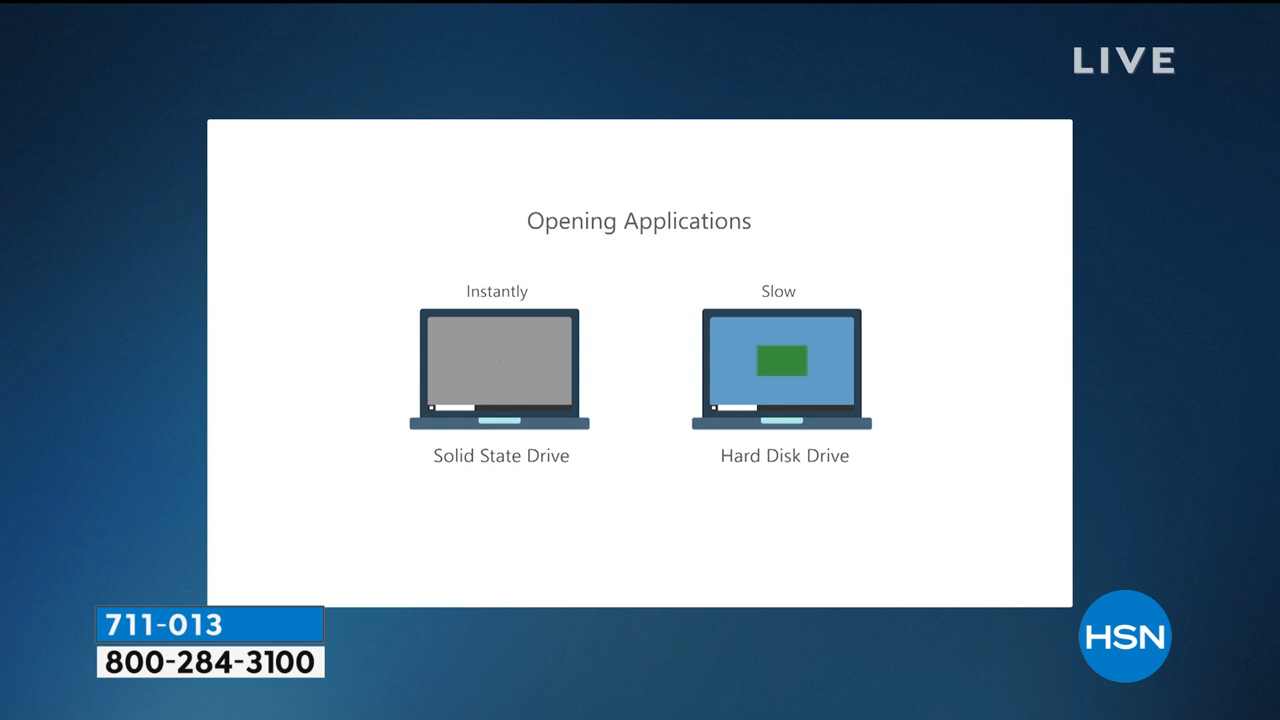 LIVE
Opening Applications
Instantly
Slow
Solid State Drive
Hard Disk Drive
711-013
800-284-3100
HSN